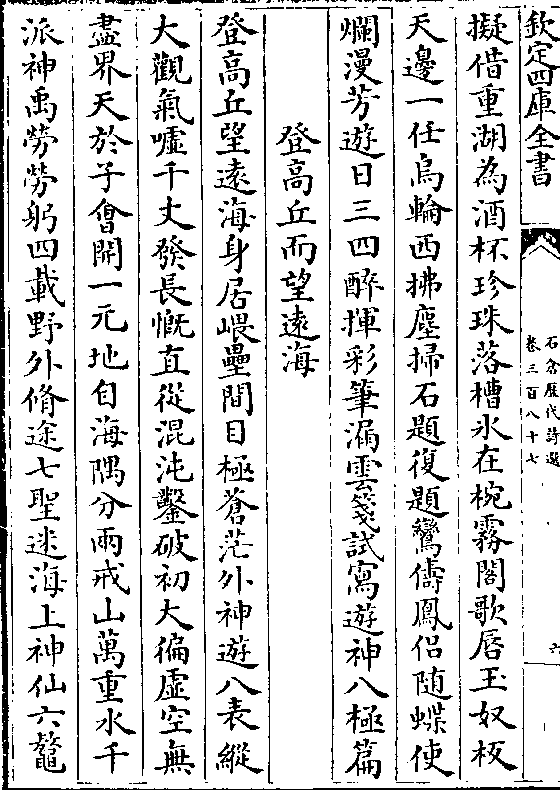 欽定四庫全書
石倉歷代詩選
卷三百八十七
六
擬借重湖為酒杯珍珠落槽氷在椀霧閣歌唇玉奴板
天邊一任烏輪西拂塵掃石題復題鸞儔鳳侣随蝶使
爛漫芳遊日三四醉揮彩筆漏雲箋試寫遊神八極篇
登高丘而望遠海
登高丘望遠海身居㟪壘間目極蒼茫外神遊八表縱
大觀氣噓千丈發長慨直從混沌鑿破初大徧虛空無
盡界天於子會開一元地自海隅分兩戒山萬重水千
派神禹勞勞躬四載野外脩途七聖迷海上神仙六鼇